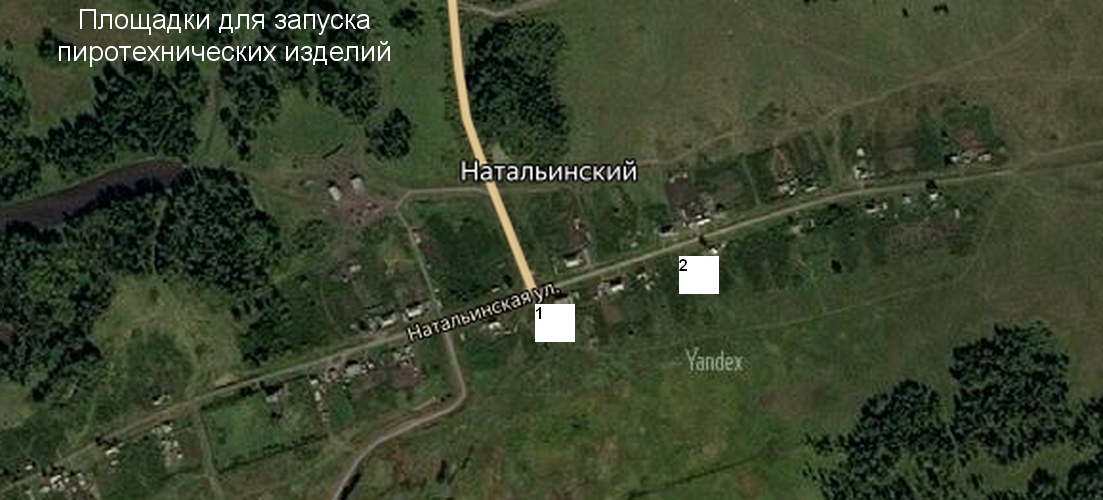 Площадки для запуска
пиротехнических изделий
Натальинский
2
Натальинская ул.
1
Yandex